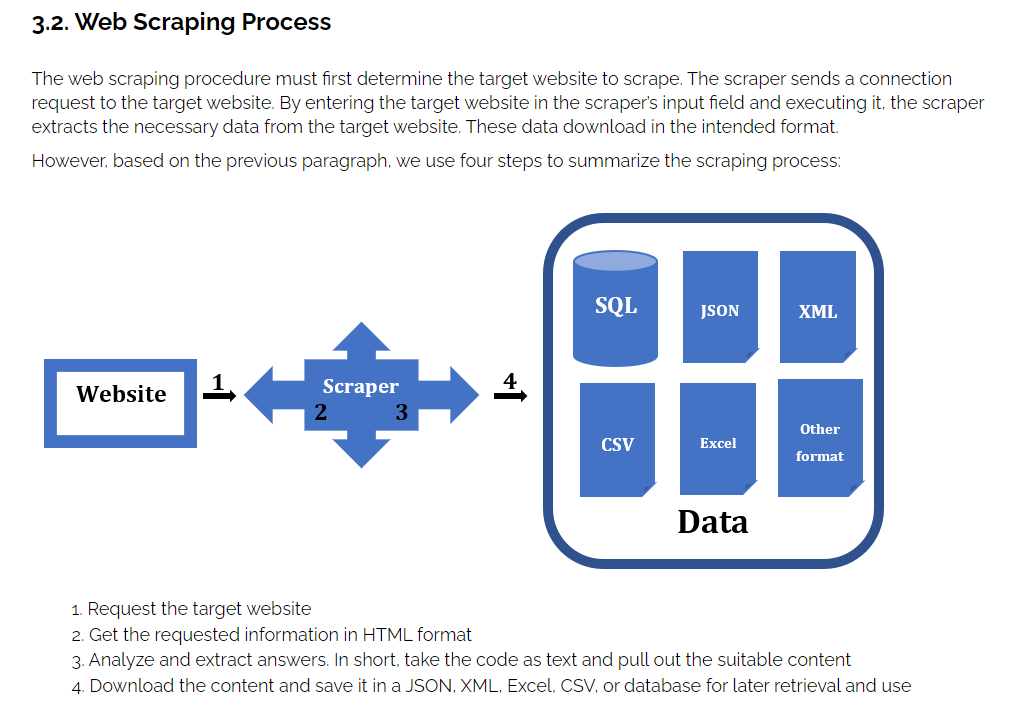 3.2. Web Scraping Process
The web scraping procedure must first determine the target website to scrape. The scraper sends a connection
request to the target website. By entering the target website in the scraper's input field and executing it, the scraper
extracts the necessary data from the target website. These data download in the intended format.
However, based on the previous paragraph, we use four steps to summarize the scraping process:
Website
1
Scraper
2 3
4
SQL
JSON
XML
CSV
Excel
Other
format
Data
1. Request the target website
2. Get the requested information in HTML format
3. Analyze and extract answers. In short, take the code as text and pull out the suitable content
4. Download the content and save it in a JSON, XML, Excel, CSV, or database for later retrieval and use